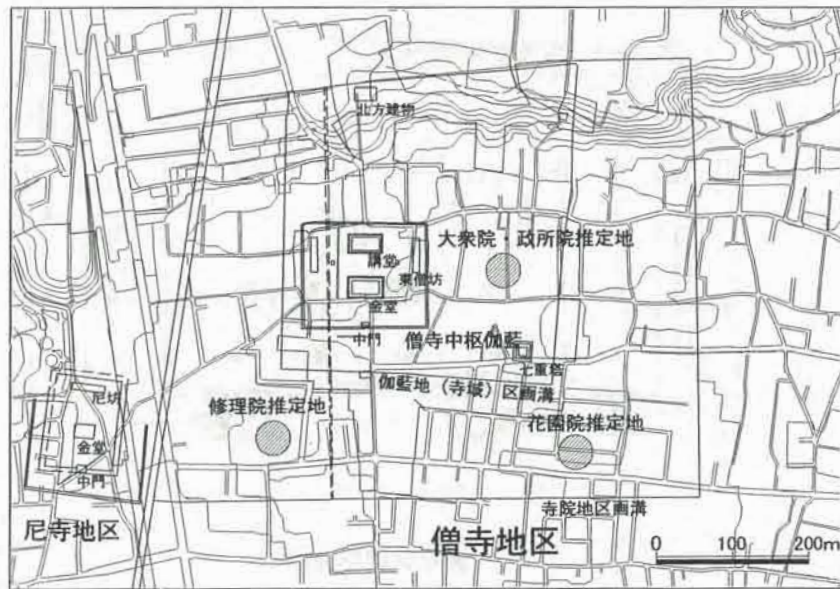 北方建物
大衆院・政所院推定地
講堂
東僧坊
金堂
中門
僧寺中枢伽藍
七重塔
伽藍地（寺域）区画溝
修理院推定地
花園院推定地
尼坊
金堂
中門
寺院地区画溝
尼寺地区
僧寺地区
0 100 200m